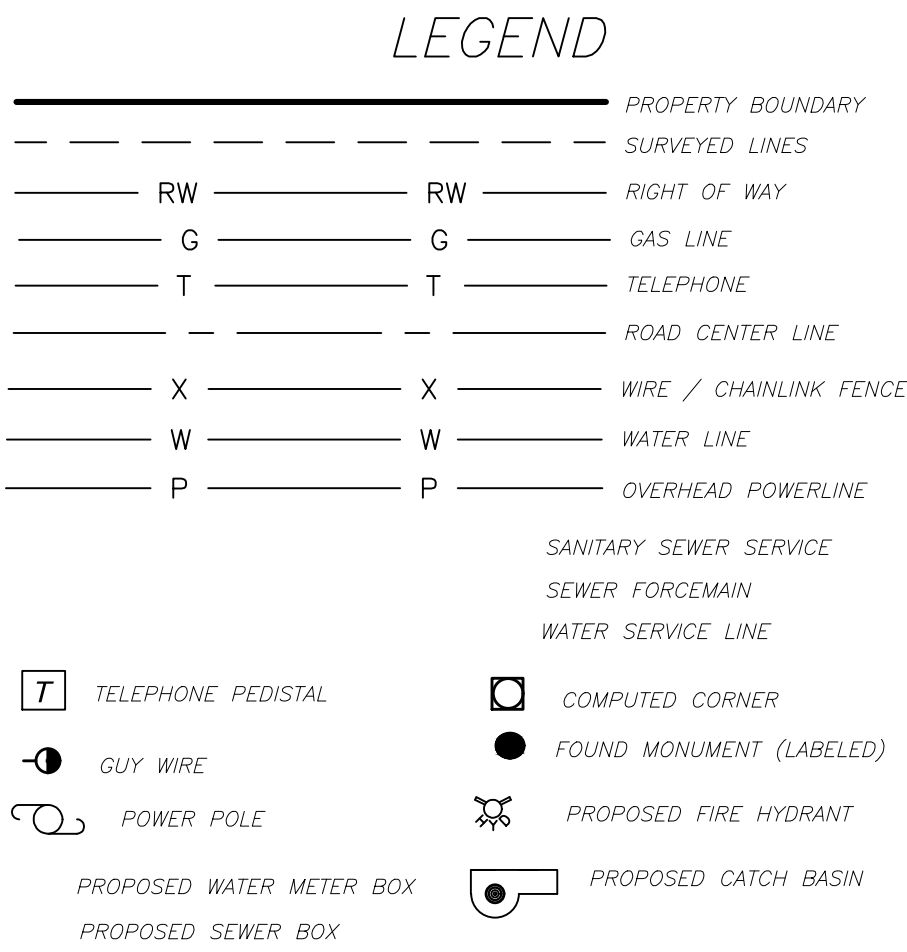 LEGEND
PROPERTY BOUNDARY
SURVEYED LINES
RW RW RIGHT OF WAY
G G GAS LINE
T T TELEPHONE
ROAD CENTER LINE
X X WIRE / CHAINLINK FENCE
W W WATER LINE
P P OVERHEAD POWERLINE
SANITARY SEWER SERVICE
SEWER FORCEMAIN
WATER SERVICE LINE
T TELEPHONE PEDISTAL
COMPUTED CORNER
FOUND MONUMENT (LABELED)
GUY WIRE
POWER POLE
HYD PROPOSED FIRE HYDRANT
PROPOSED WATER METER BOX
PROPOSED CATCH BASIN
PROPOSED SEWER BOX